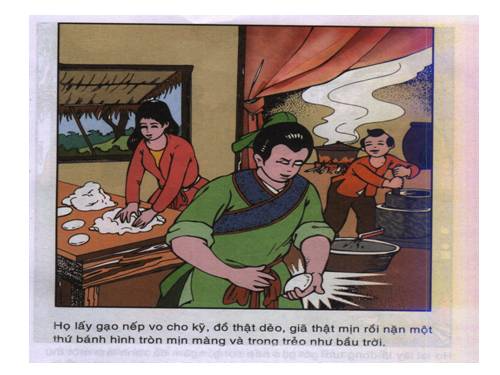 Họ lấy gạo nếp vo cho kỹ, đồ thật dẻo, giã thật mịn rồi nặn một
thứ bánh hình tròn mịn màng và trong trẻo như bầu trời.